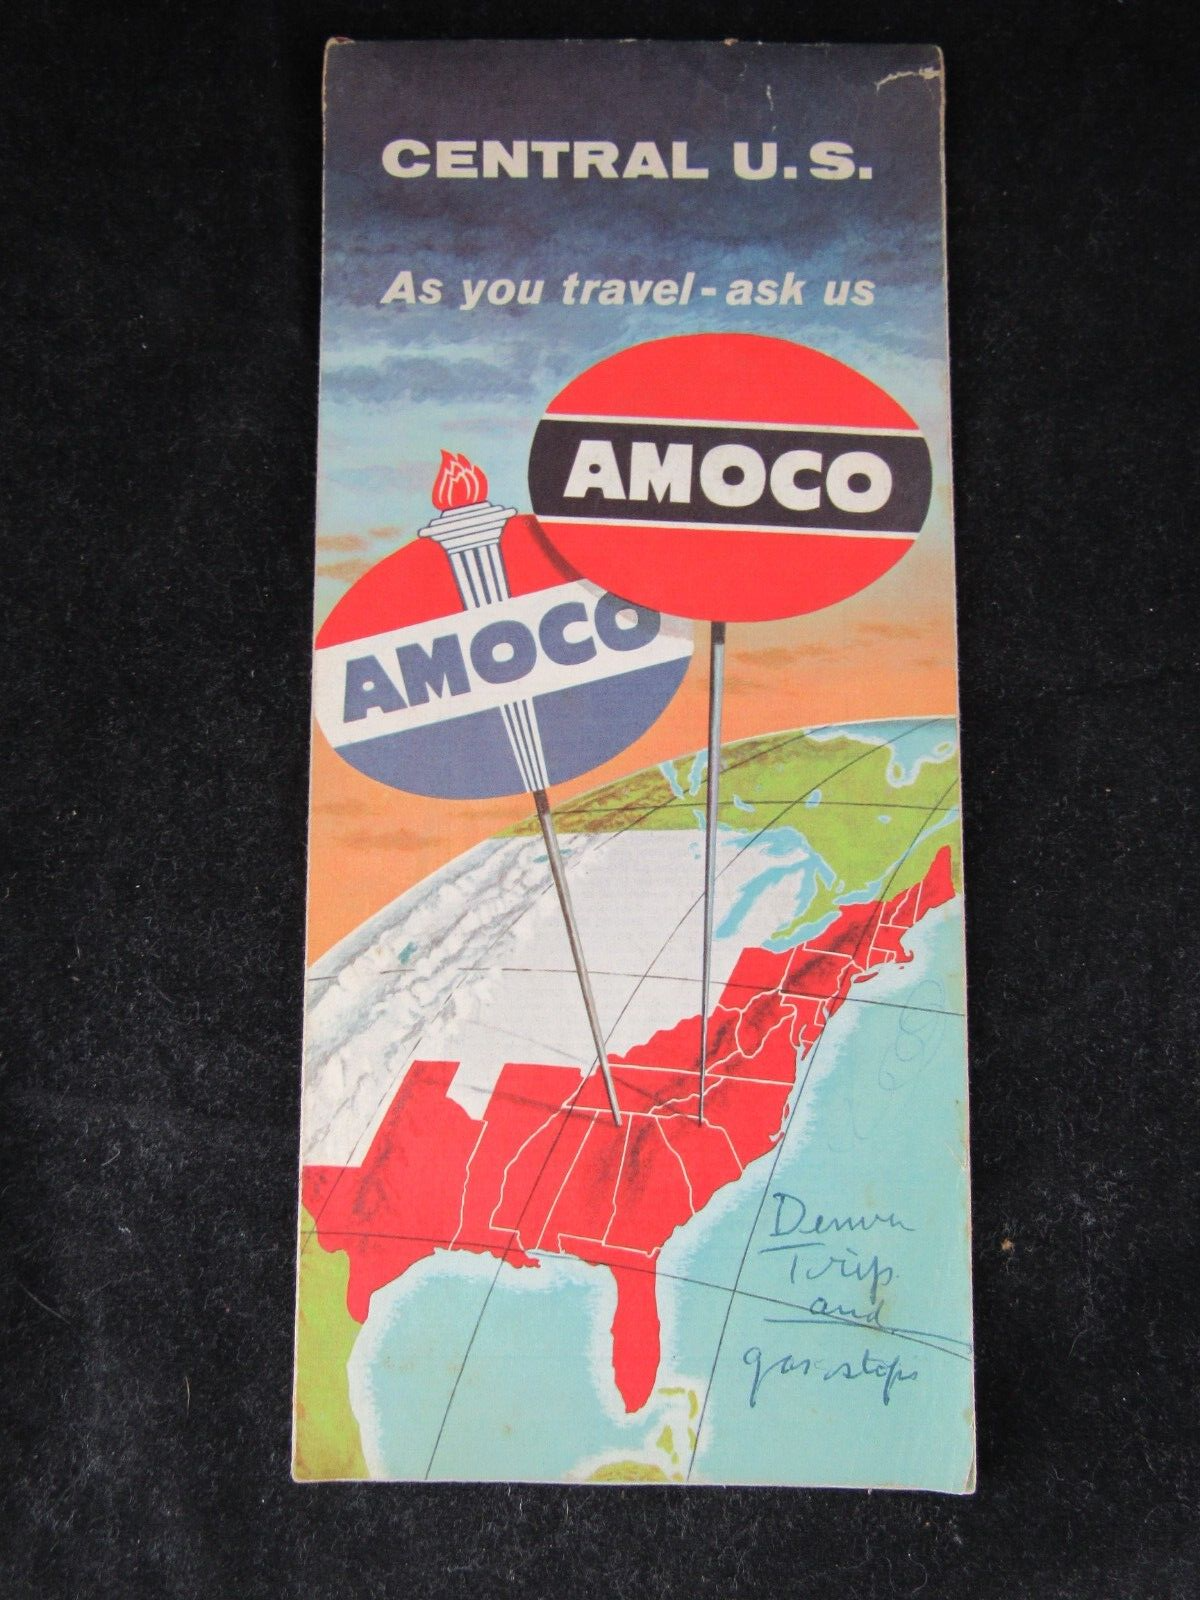 CENTRAL U.S.
As you travel - ask us
AMOCO
AMOCO
Denver
Trip
and
gas stops